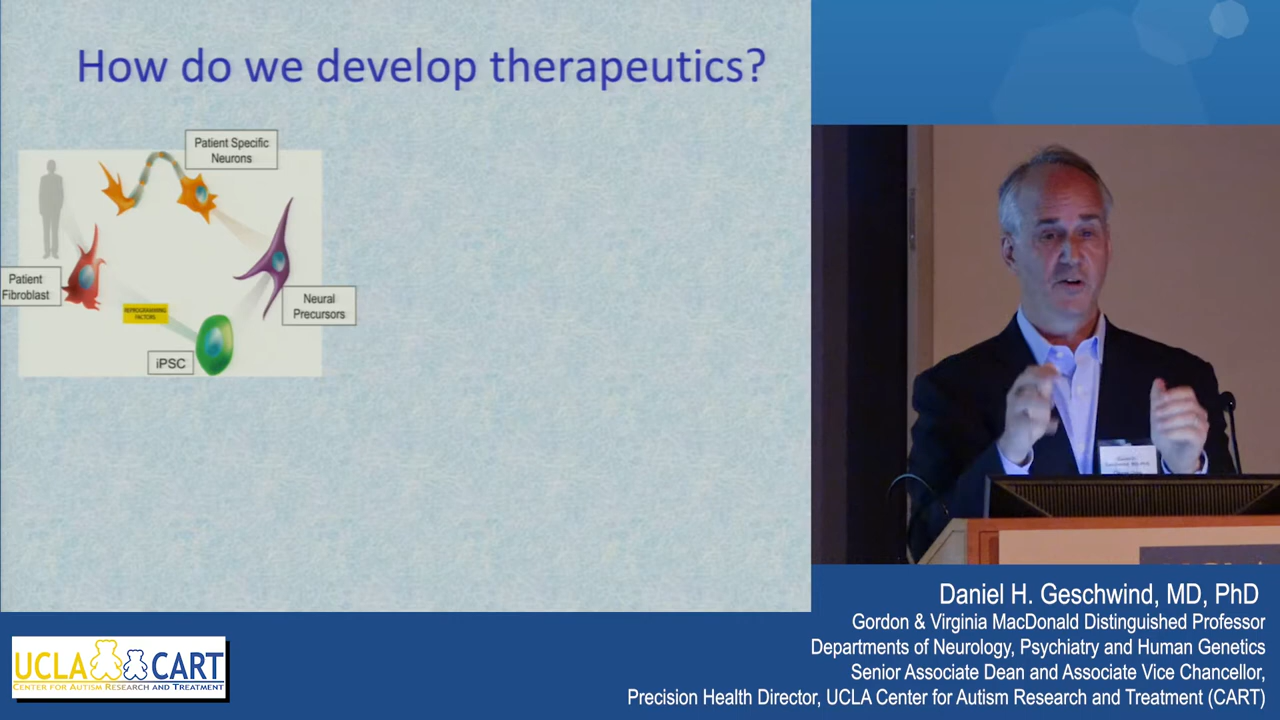 How do we develop therapeutics?
Patient Specific
Neurons
Patient
Fibroblast
REPROGRAMMING
FACTORS
Neural
Precursors
iPSC
Daniel H. Geschwind, MD, PhD
Gordon & Virginia MacDonald Distinguished Professor
Departments of Neurology, Psychiatry and Human Genetics
Senior Associate Dean and Associate Vice Chancellor,
Precision Health Director, UCLA Center for Autism Research and Treatment (CART)
UCLA CART
CENTER FOR AUTISM RESEARCH AND TREATMENT